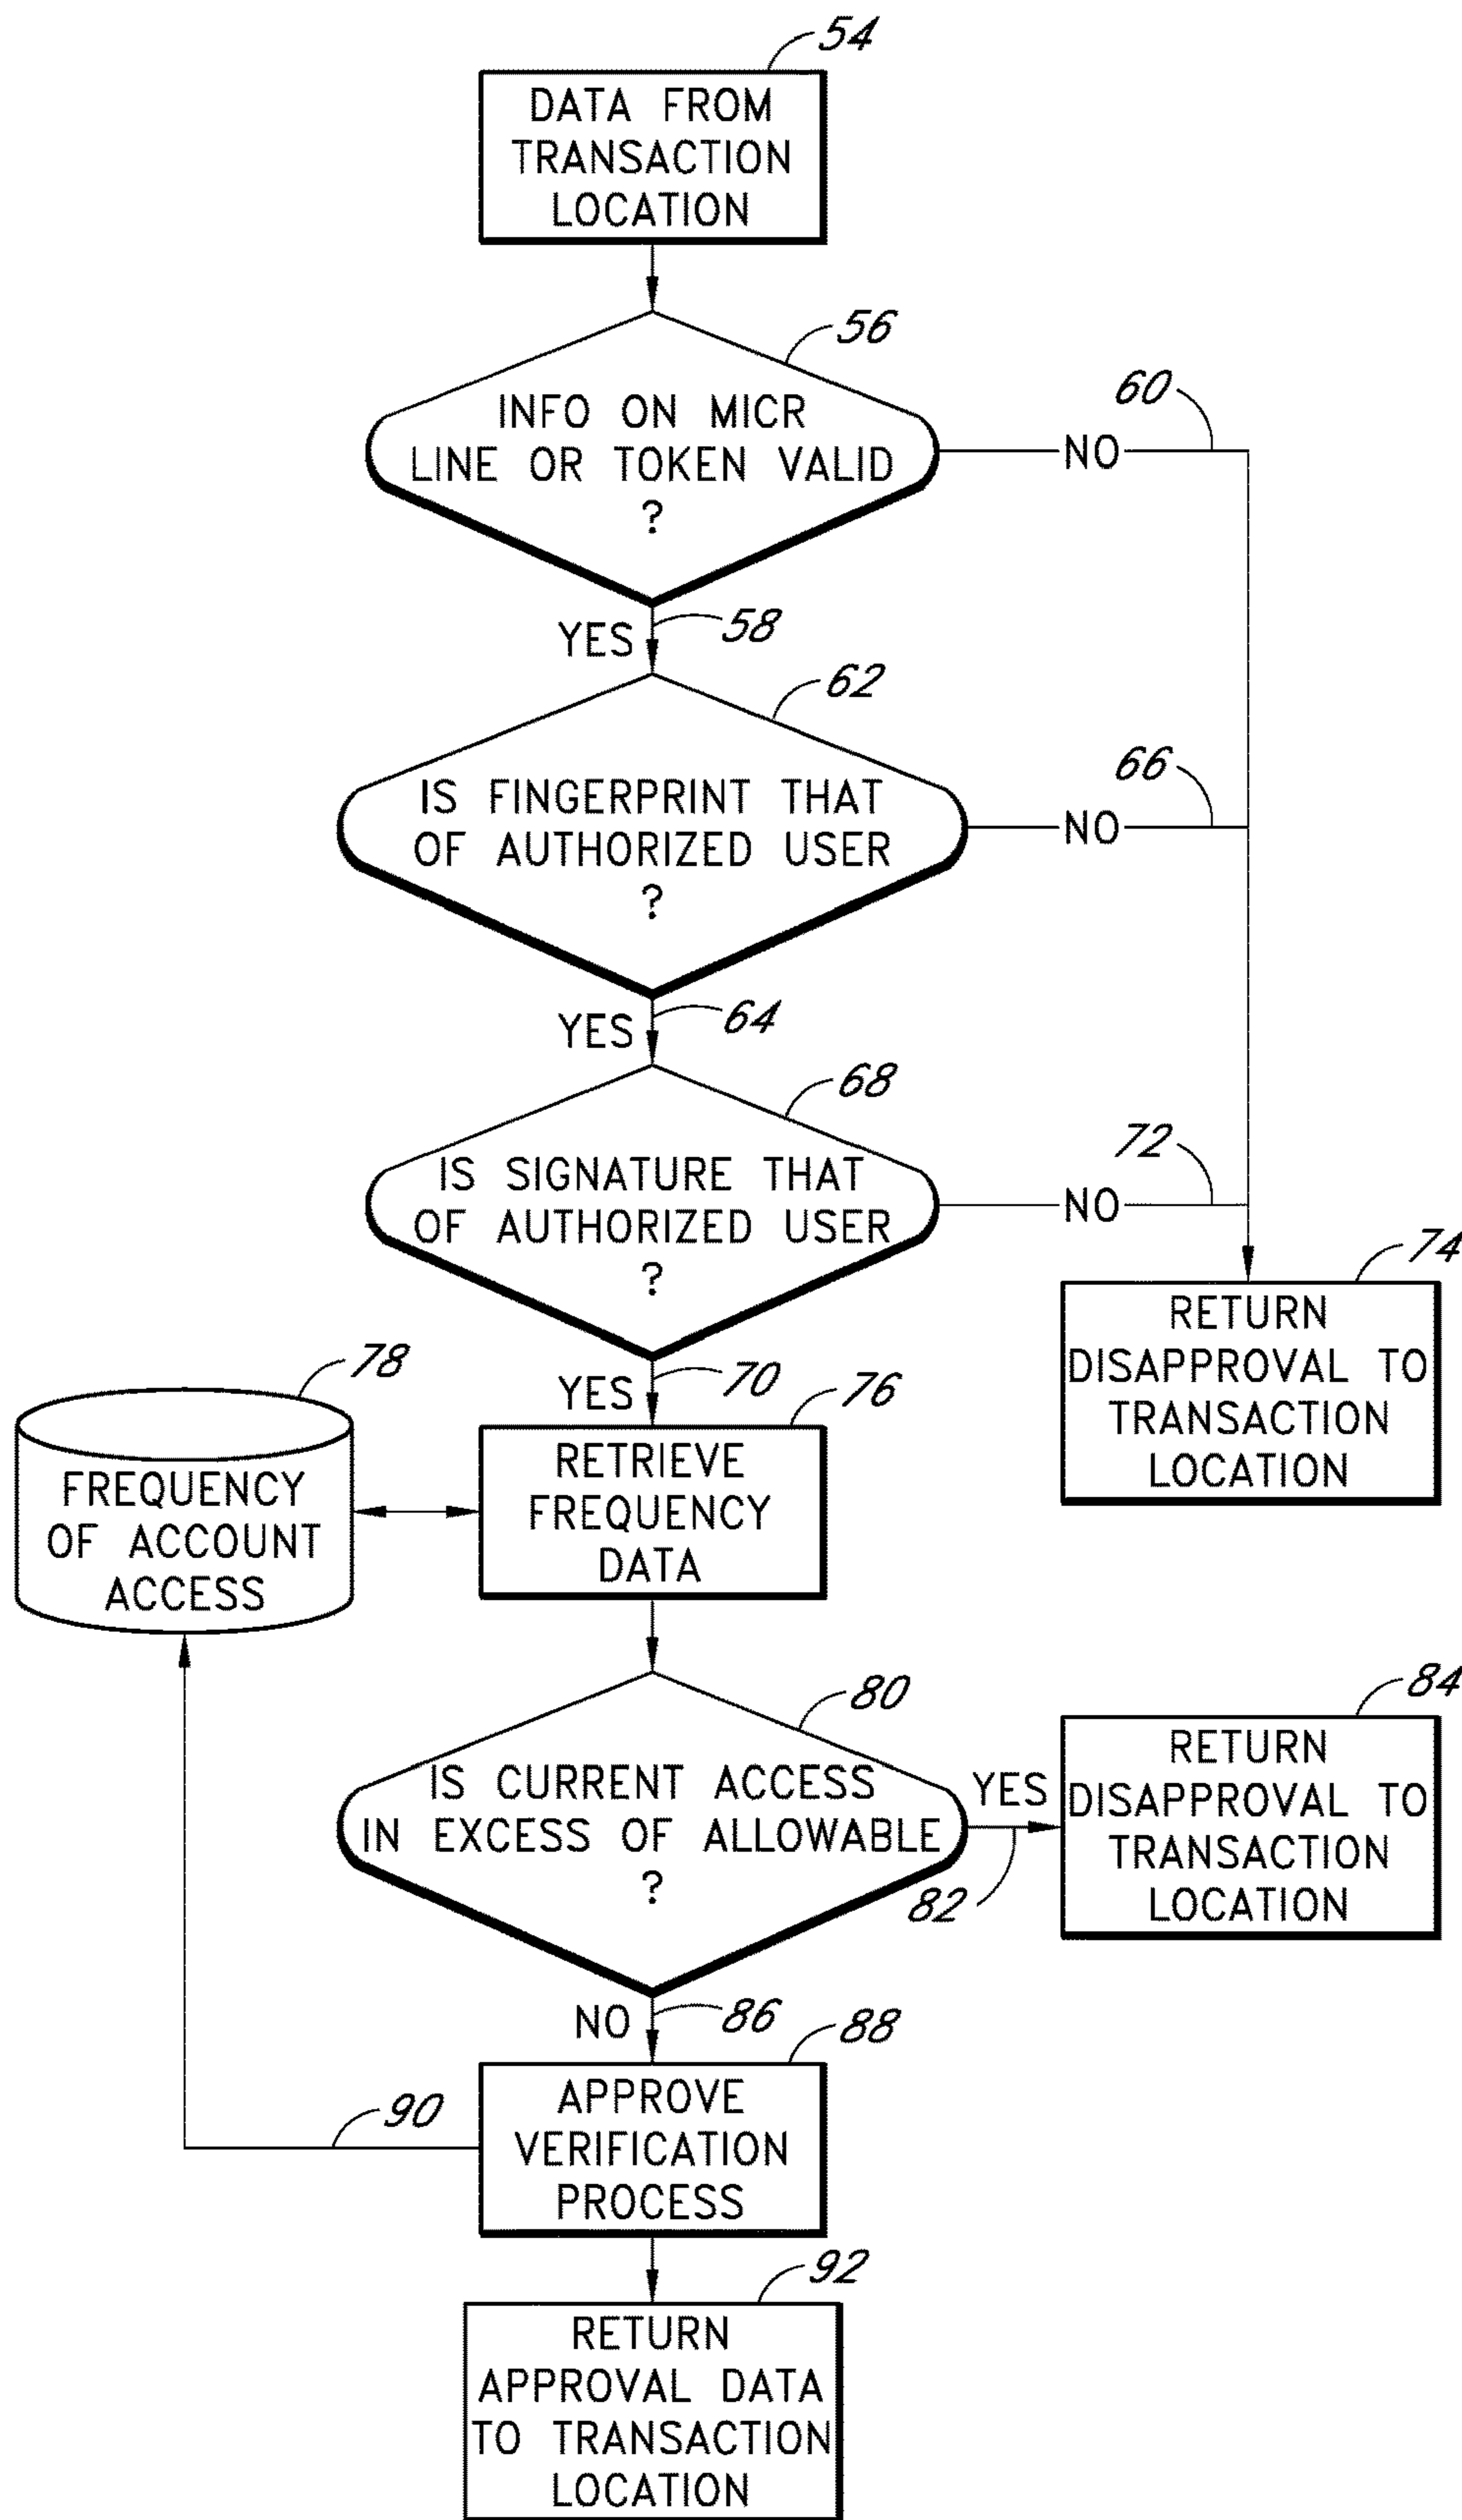 54
DATA FROM
TRANSACTION
LOCATION
56
INFO ON MICR
LINE OR TOKEN VALID
?
60
NO
YES
58
62
IS FINGERPRINT THAT
OF AUTHORIZED USER
?
66
NO
YES
64
68
IS SIGNATURE THAT
OF AUTHORIZED USER
?
72
NO
74
RETURN
DISAPPROVAL TO
TRANSACTION
LOCATION
YES
70
76
RETRIEVE
FREQUENCY
DATA
78
FREQUENCY
OF ACCOUNT
ACCESS
80
IS CURRENT ACCESS
IN EXCESS OF ALLOWABLE
?
YES
82
84
RETURN
DISAPPROVAL TO
TRANSACTION
LOCATION
NO
86
88
APPROVE
VERIFICATION
PROCESS
90
92
RETURN
APPROVAL DATA
TO TRANSACTION
LOCATION